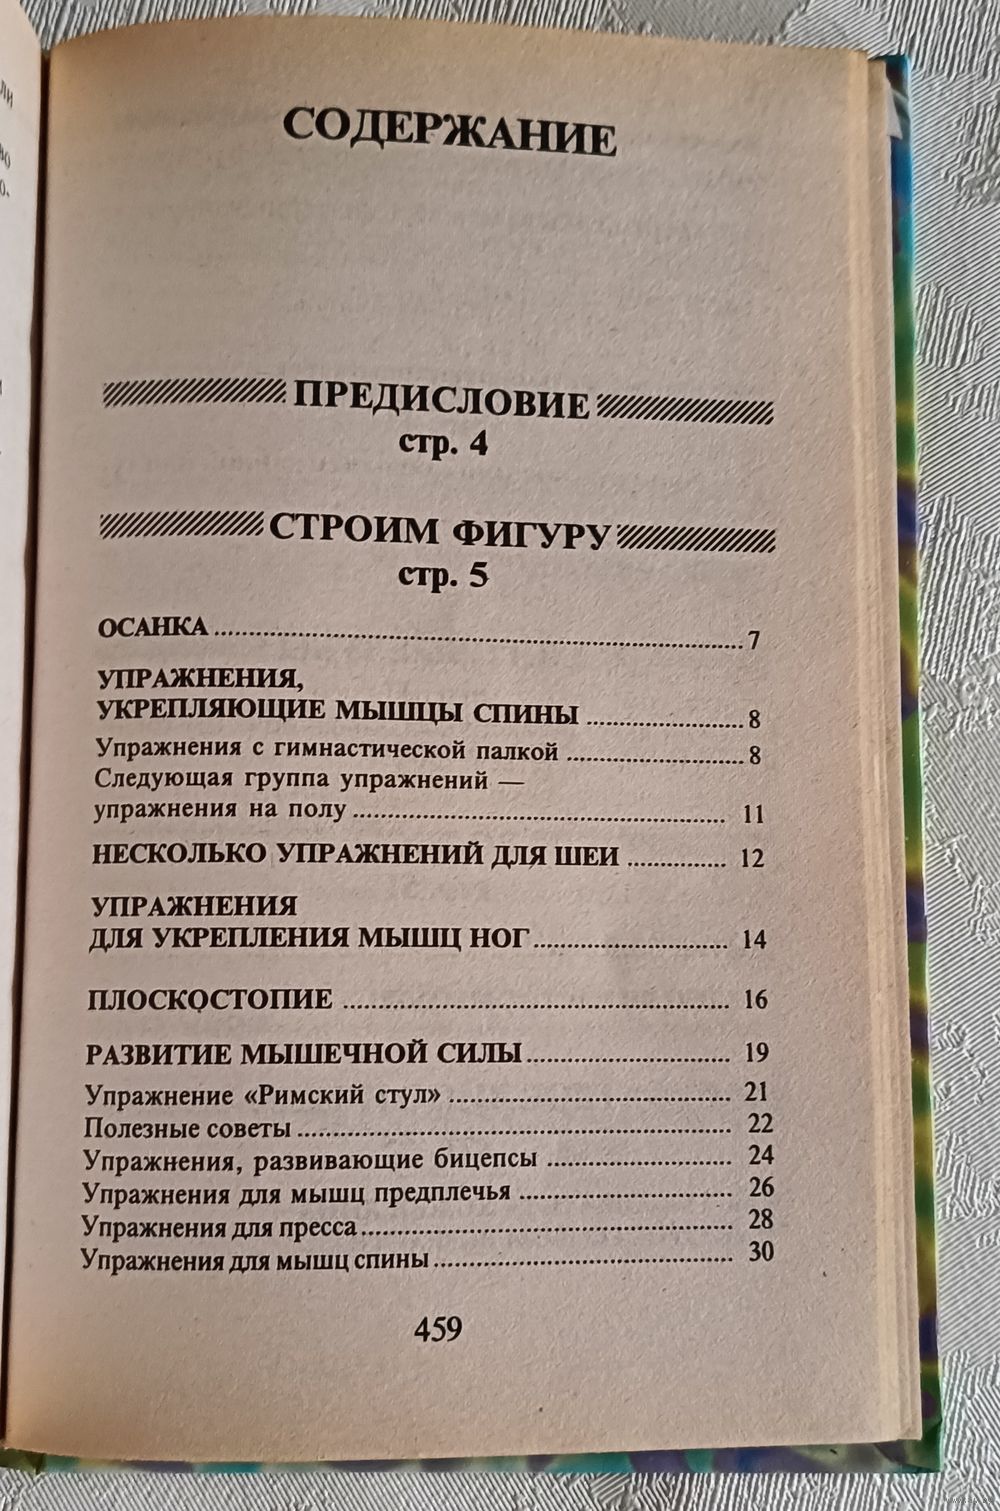 СОДЕРЖАНИЕ
ПРЕДИСЛОВИЕ
стр. 4
СТРОИМ ФИГУРУ
стр. 5
ОСАНКА ........ 7
УПРАЖНЕНИЯ,
УКРЕПЛЯЮЩИЕ МЫШЦЫ СПИНЫ ........ 8
Упражнения с гимнастической палкой ........ 8
Следующая группа упражнений —
упражнения на полу ........ 11
НЕСКОЛЬКО УПРАЖНЕНИЙ ДЛЯ ШЕИ ........ 12
УПРАЖНЕНИЯ
ДЛЯ УКРЕПЛЕНИЯ МЫШЦ НОГ ........ 14
ПЛОСКОСТОПИЕ ........ 16
РАЗВИТИЕ МЫШЕЧНОЙ СИЛЫ ........ 19
Упражнение «Римский стул» ........ 21
Полезные советы ........ 22
Упражнения, развивающие бицепсы ........ 24
Упражнения для мышц предплечья ........ 26
Упражнения для пресса ........ 28
Упражнения для мышц спины ........ 30
459